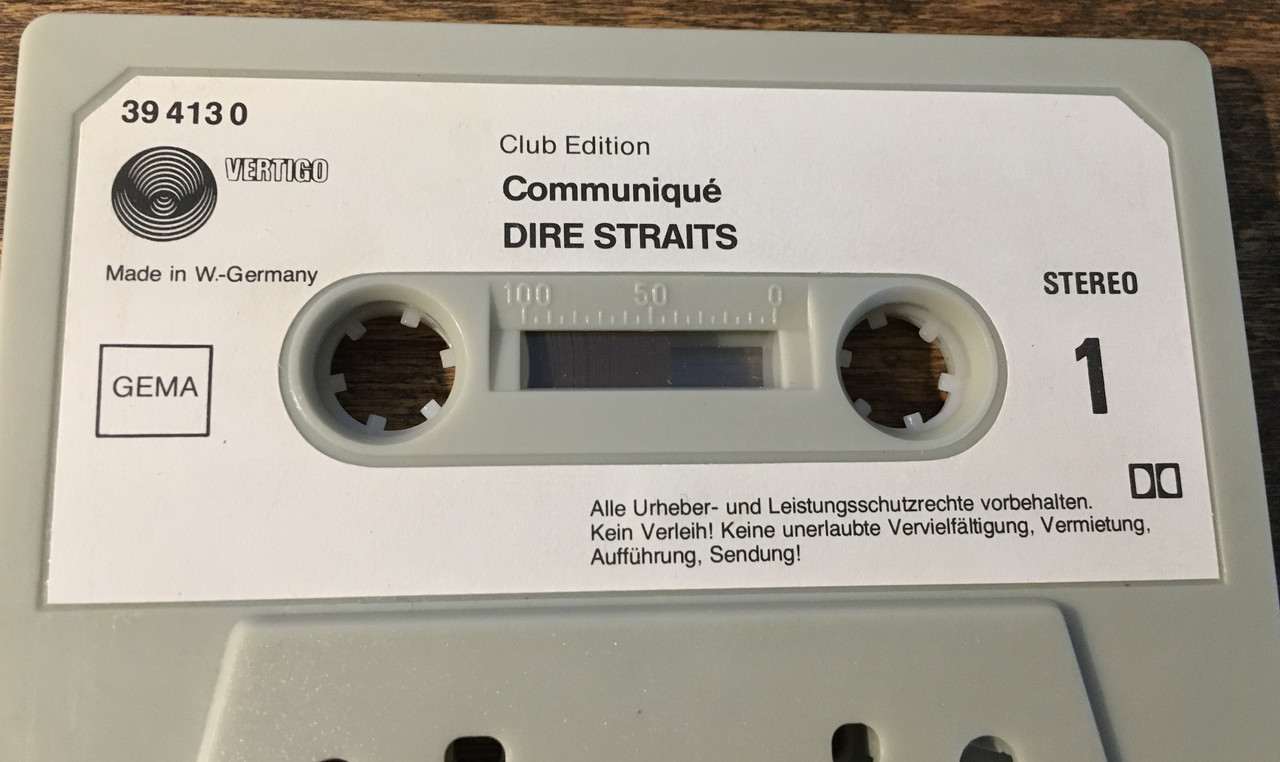 39 413 0
VERTIGO
Club Edition
Communiqué
DIRE STRAITS
Made in W.-Germany
STEREO
100 50 0
1
GEMA
Alle Urheber- und Leistungsschutzrechte vorbehalten.
Kein Verleih! Keine unerlaubte Vervielfältigung, Vermietung,
Aufführung, Sendung!